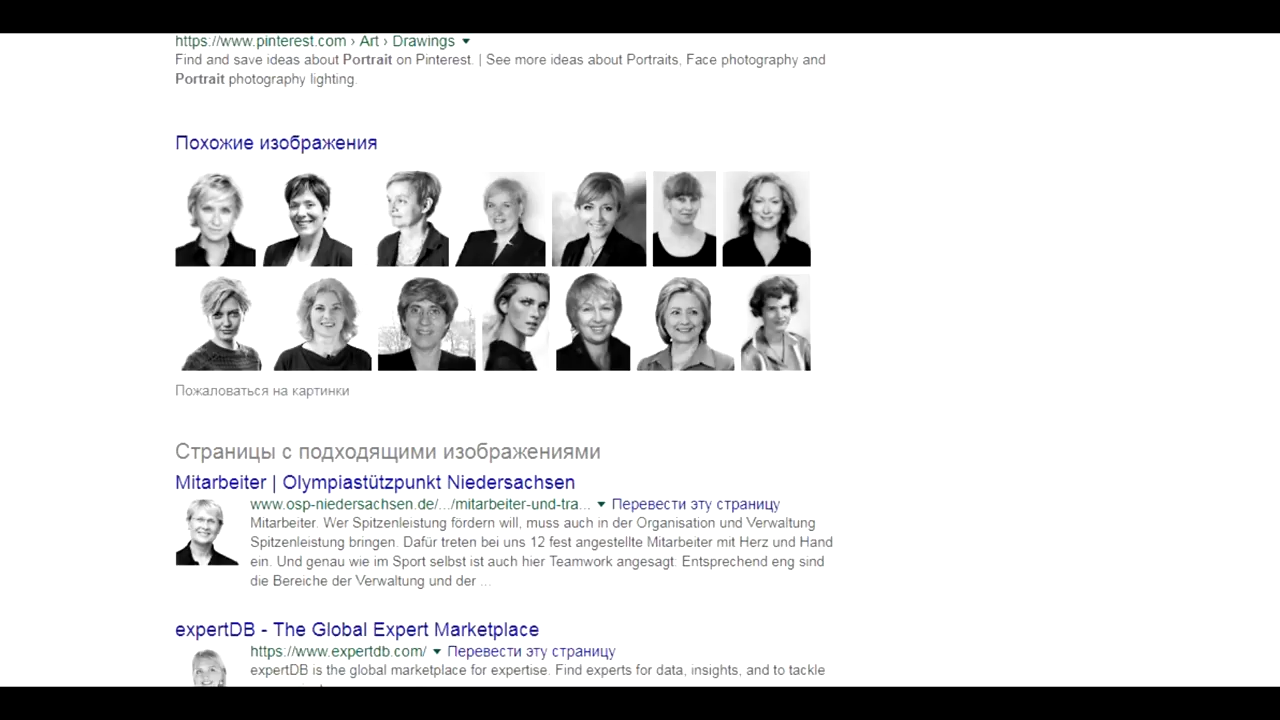 https://www.pinterest.com › Art › Drawings
Find and save ideas about Portrait on Pinterest. | See more ideas about Portraits, Face photography and
Portrait photography lighting.
Похожие изображения
Пожаловаться на картинки
Страницы с подходящими изображениями
Mitarbeiter | Olympiastützpunkt Niedersachsen
www.osp-niedersachsen.de/.../mitarbeiter-und-tra... Перевести эту страницу
Mitarbeiter. Wer Spitzenleistung fördern will, muss auch in der Organisation und Verwaltung
Spitzenleistung bringen. Dafür treten bei uns 12 fest angestellte Mitarbeiter mit Herz und Hand
ein. Und genau wie im Sport selbst ist auch hier Teamwork angesagt. Entsprechend eng sind
die Bereiche der Verwaltung und der ...
expertDB - The Global Expert Marketplace
https://www.expertdb.com/ Перевести эту страницу
expertDB is the global marketplace for expertise. Find experts for data, insights, and to tackle